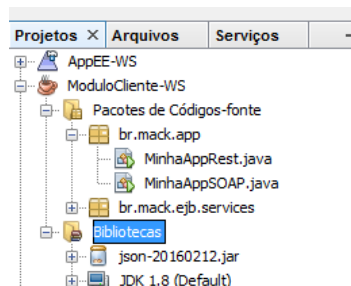 Projetos × Arquivos Serviços
AppEE-WS
ModuloCliente-WS
Pacotes de Códigos-fonte
br.mack.app
MinhaAppRest.java
MinhaAppSOAP.java
br.mack.ejb.services
Bibliotecas
json-20160212.jar
JDK 1.8 (Default)